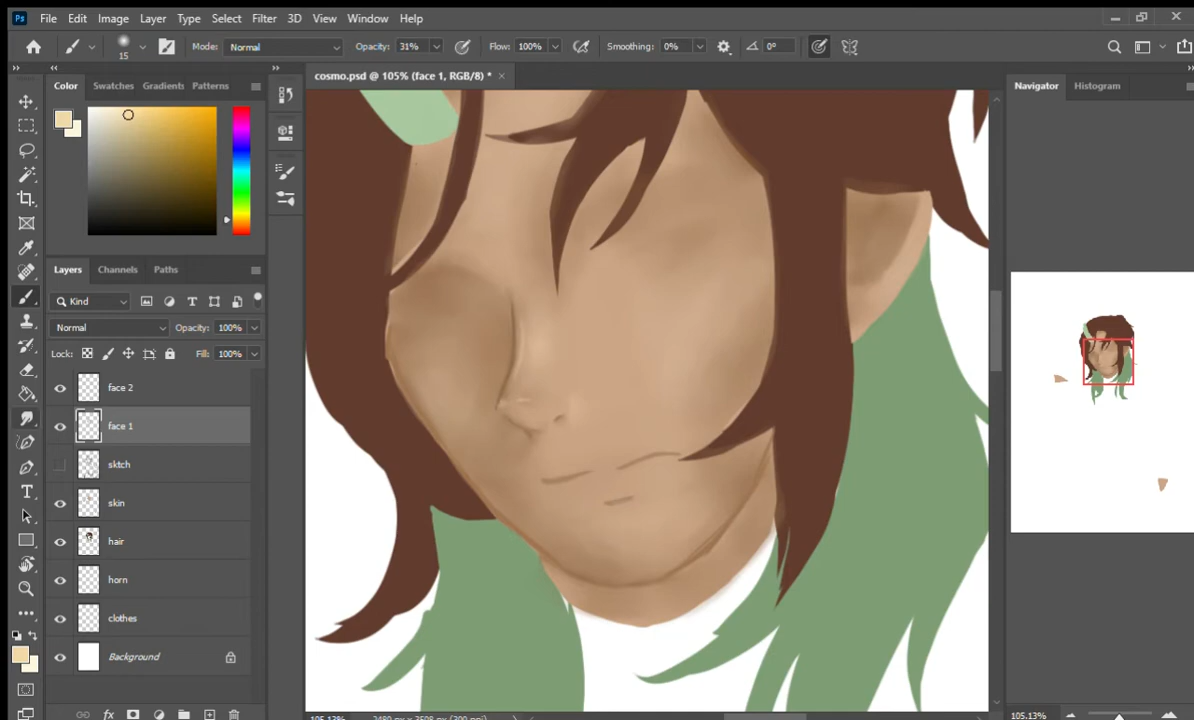 Ps File Edit Image Layer Type Select Filter 3D View Window Help
15 Mode: Normal Opacity: 31% Flow: 100% Smoothing: 0% 0°
Color Swatches Gradients Patterns
cosmo.psd @ 105% (face 1, RGB/8) *
Navigator Histogram
Layers Channels Paths
Kind
Normal Opacity: 100%
Lock: Fill: 100%
face 2
face 1
sktch
skin
hair
horn
clothes
Background
fx
105.13% 2480 px x 3508 px (300 ppi)
105.13%